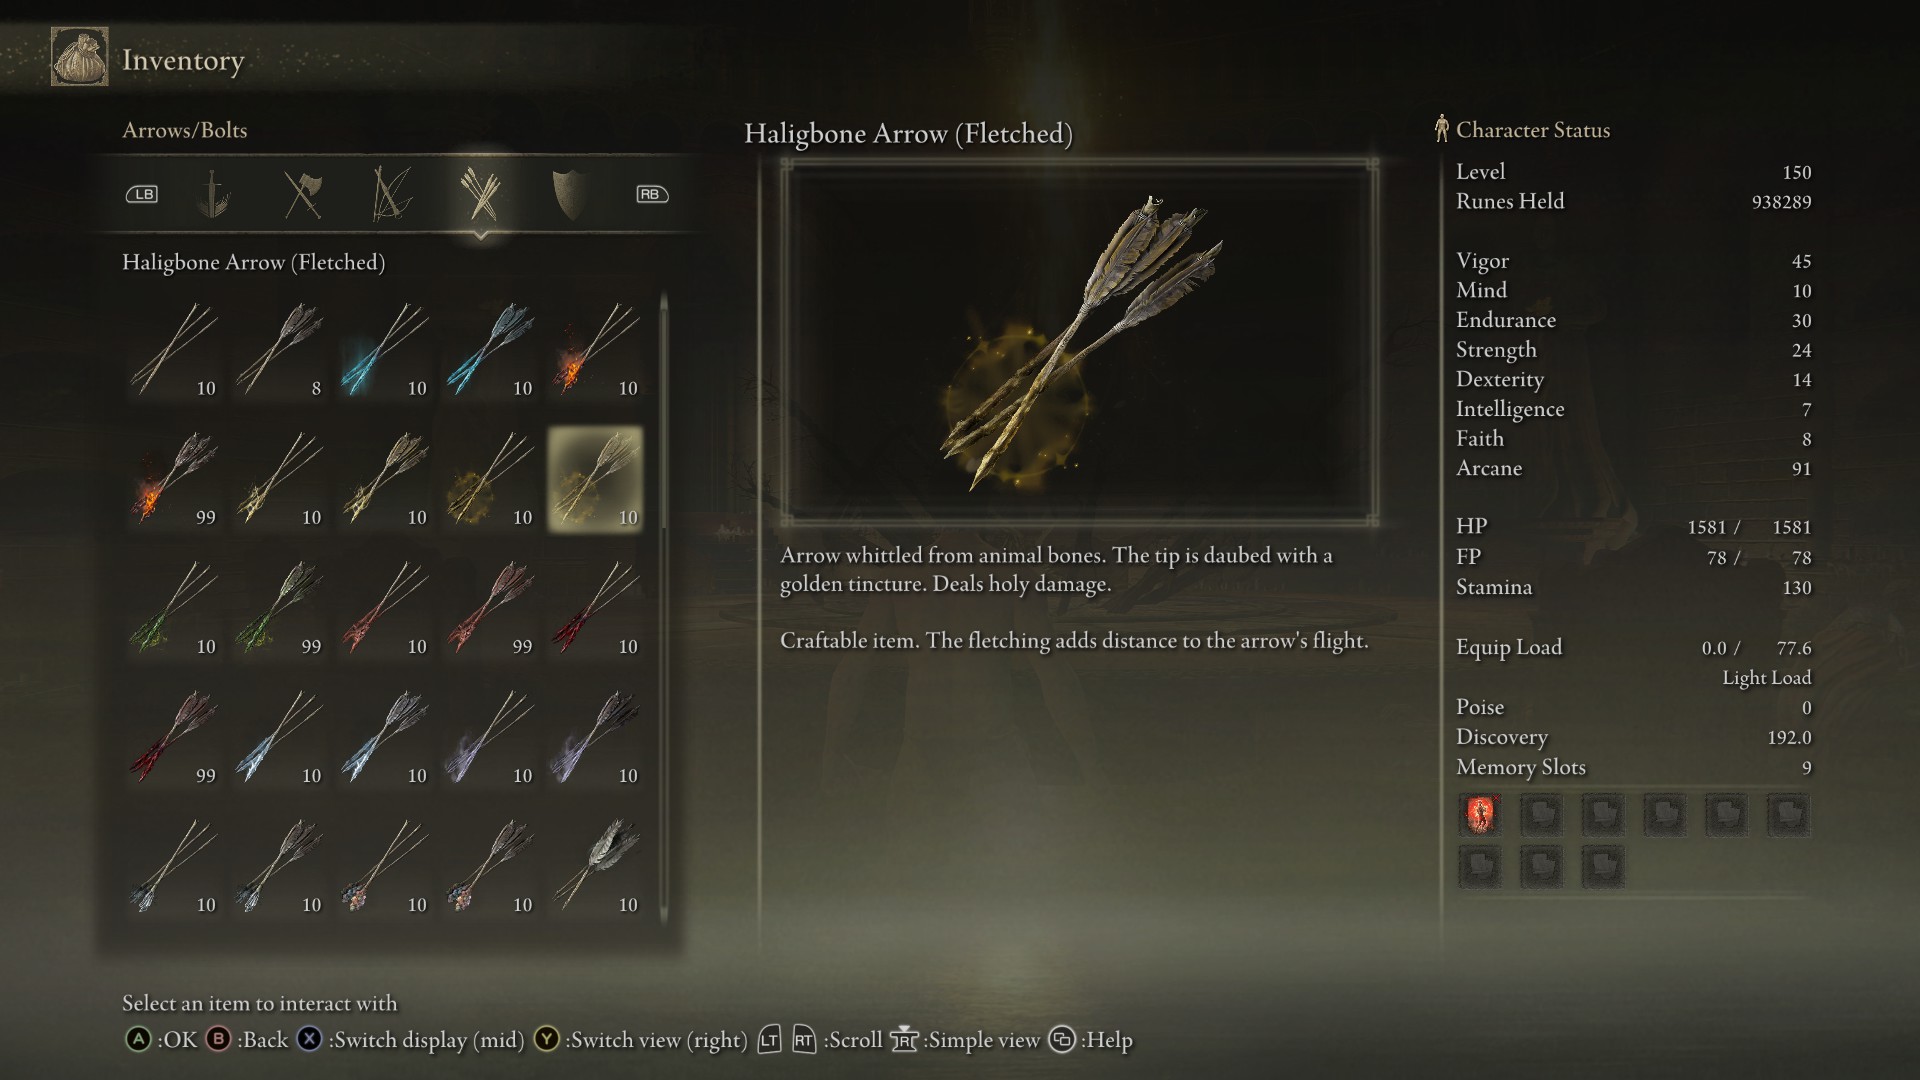 Inventory
Arrows/Bolts
LB
RB
Haligbone Arrow (Fletched)
10 8 10 10 10
99 10 10 10 10
10 99 10 99 10
99 10 10 10 10
10 10 10 10 10
Haligbone Arrow (Fletched)
Arrow whittled from animal bones. The tip is daubed with a
golden tincture. Deals holy damage.
Craftable item. The fletching adds distance to the arrow's flight.
Character Status
Level 150
Runes Held 938289
Vigor 45
Mind 10
Endurance 30
Strength 24
Dexterity 14
Intelligence 7
Faith 8
Arcane 91
HP 1581 / 1581
FP 78 / 78
Stamina 130
Equip Load 0.0 / 77.6
Light Load
Poise 0
Discovery 192.0
Memory Slots 9
Select an item to interact with
A :OK B :Back X :Switch display (mid) Y :Switch view (right) LT RT :Scroll R :Simple view :Help